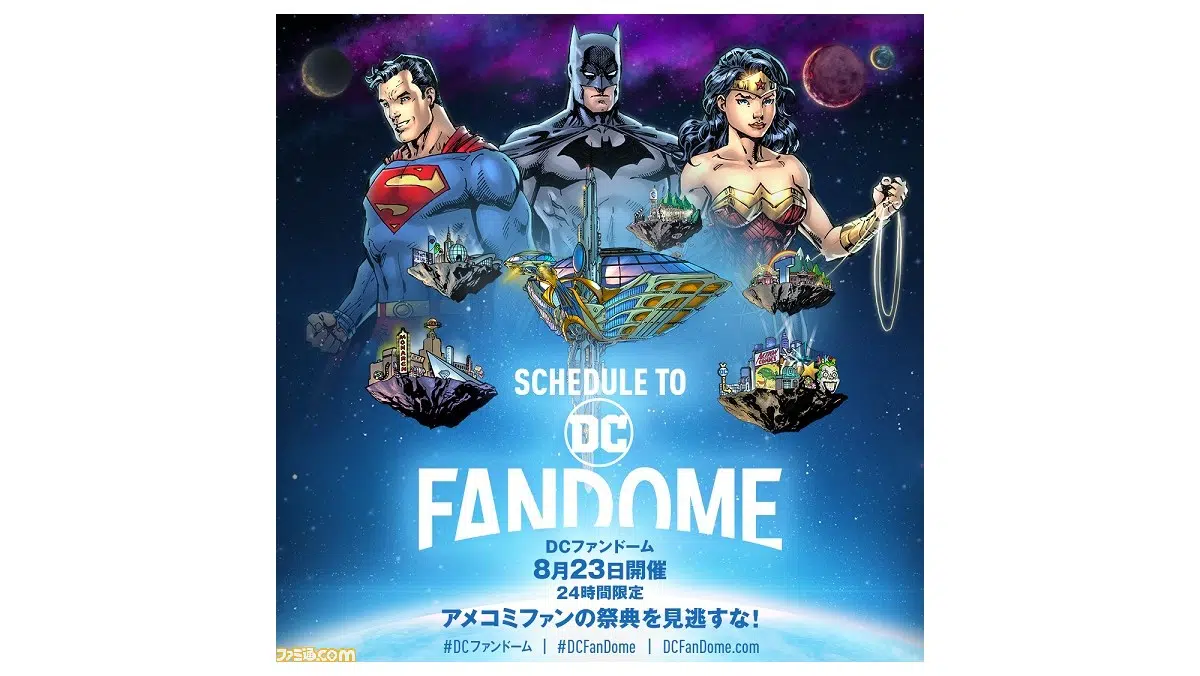 MONARCH
SCHEDULE TO
DC
FANDOME
DCファンドーム
8月23日開催
24時間限定
アメコミファンの祭典を見逃すな!
#DCファンドーム | #DCFanDome | DCFanDome.com
ファミ通.com